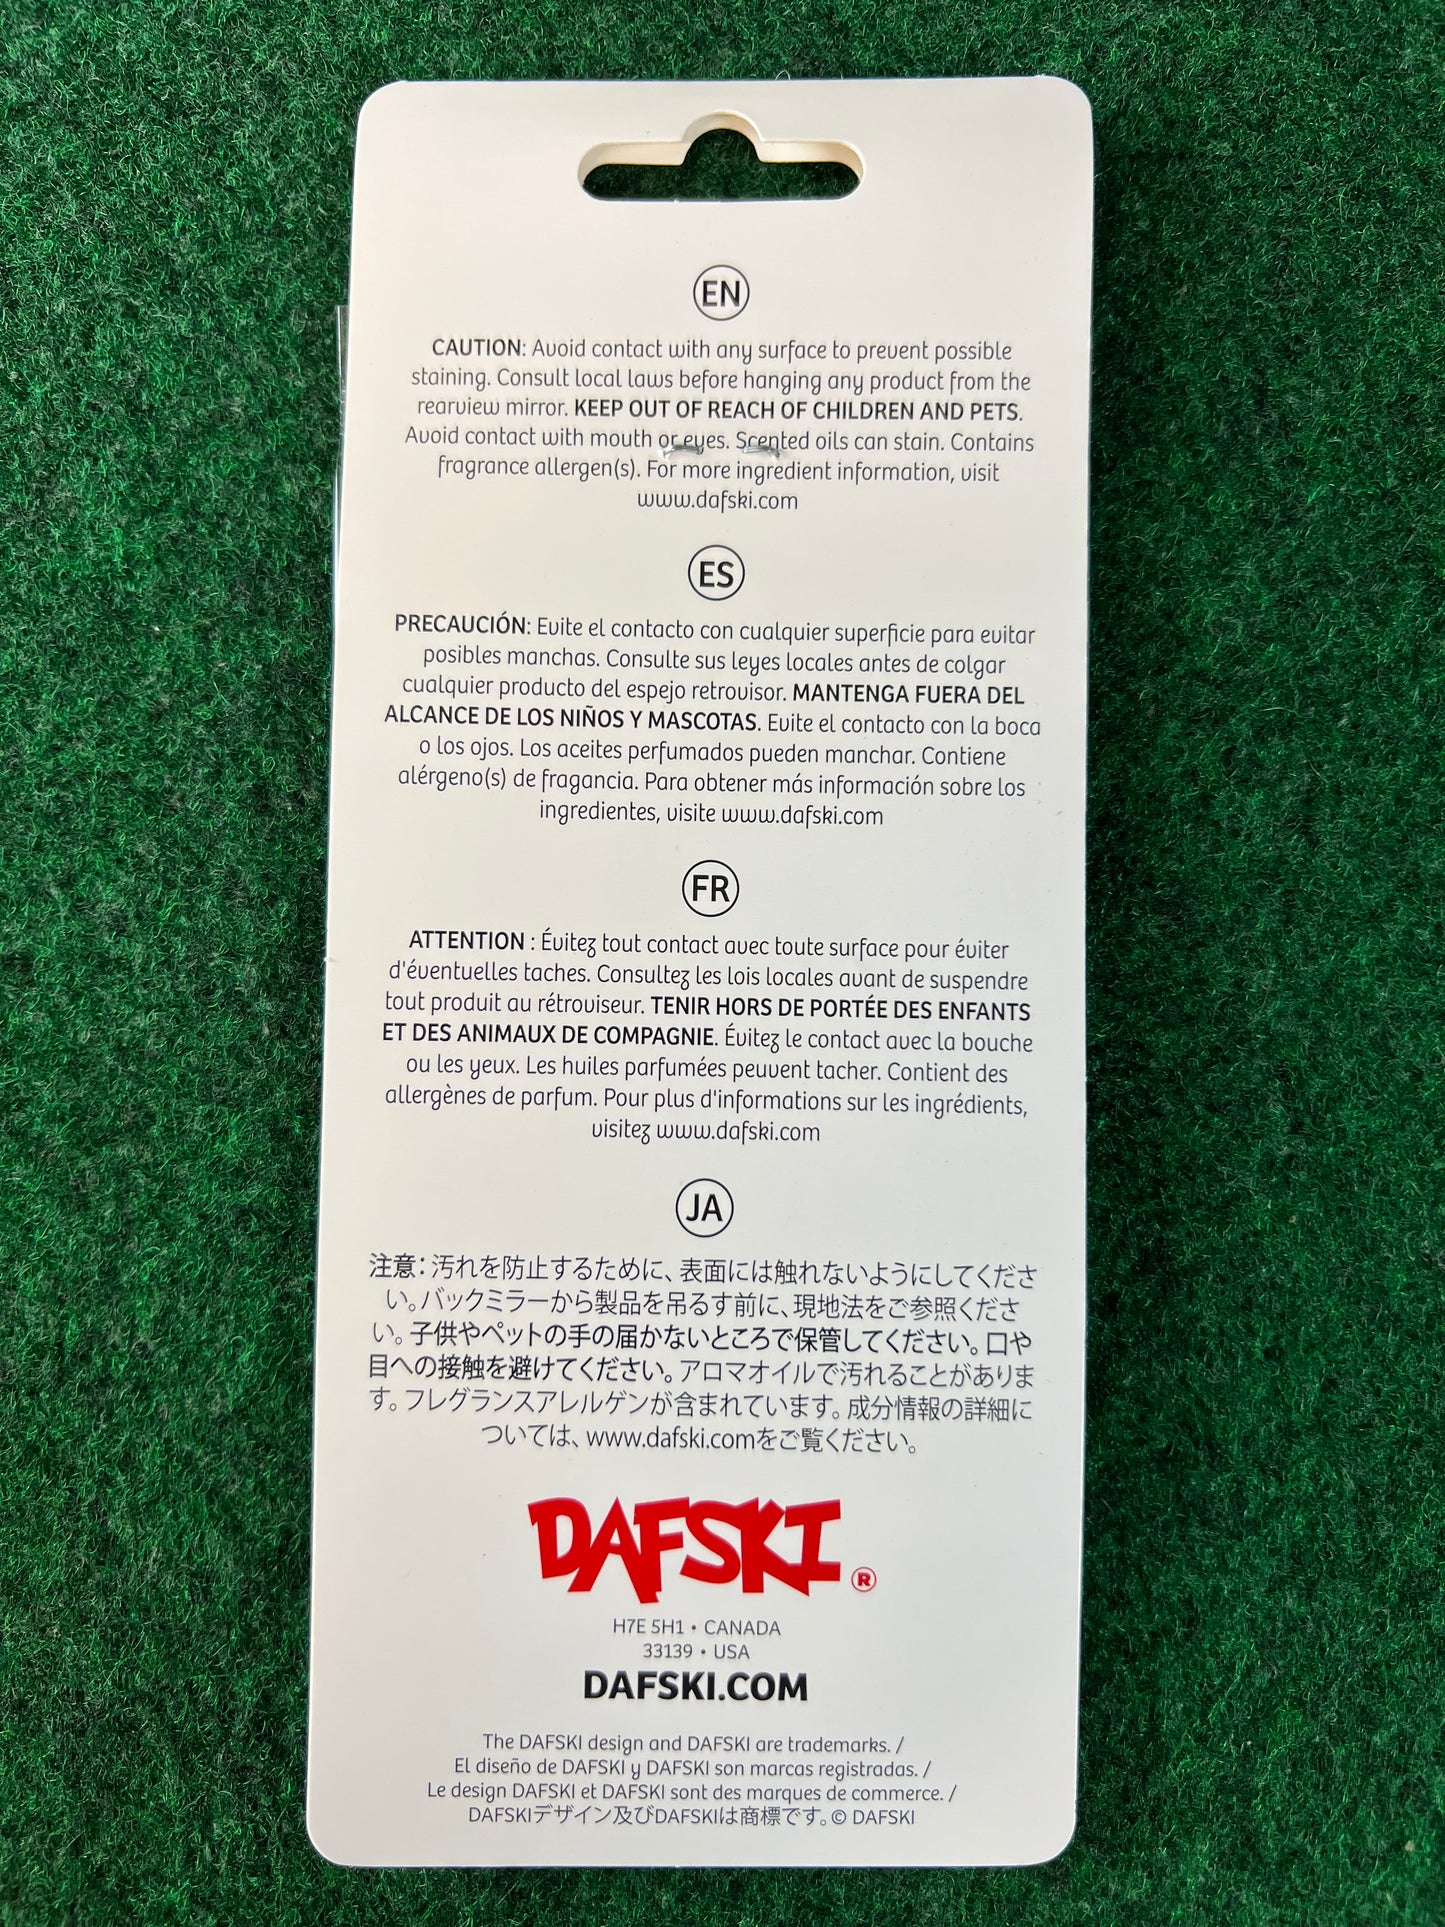 EN
CAUTION: Avoid contact with any surface to prevent possible
staining. Consult local laws before hanging any product from the
rearview mirror. KEEP OUT OF REACH OF CHILDREN AND PETS.
Avoid contact with mouth or eyes. Scented oils can stain. Contains
fragrance allergen(s). For more ingredient information, visit
www.dafski.com
ES
PRECAUCIÓN: Evite el contacto con cualquier superficie para evitar
posibles manchas. Consulte sus leyes locales antes de colgar
cualquier producto del espejo retrovisor. MANTENGA FUERA DEL
ALCANCE DE LOS NIÑOS Y MASCOTAS. Evite el contacto con la boca
o los ojos. Los aceites perfumados pueden manchar. Contiene
alérgeno(s) de fragancia. Para obtener más información sobre los
ingredientes, visite www.dafski.com
FR
ATTENTION : Évitez tout contact avec toute surface pour éviter
d'éventuelles taches. Consultez les lois locales avant de suspendre
tout produit au rétroviseur. TENIR HORS DE PORTÉE DES ENFANTS
ET DES ANIMAUX DE COMPAGNIE. Évitez le contact avec la bouche
ou les yeux. Les huiles parfumées peuvent tacher. Contient des
allergènes de parfum. Pour plus d'informations sur les ingrédients,
visitez www.dafski.com
JA
注意：汚れを防止するために、表面には触れないようにしてくださ
い。バックミラーから製品を吊るす前に、現地法をご参照くださ
い。子供やペットの手の届かないところで保管してください。口や
目への接触を避けてください。アロマオイルで汚れることがありま
す。フレグランスアレルゲンが含まれています。成分情報の詳細に
ついては、www.dafski.comをご覧ください。
DAFSKI®
H7E 5H1 • CANADA
33139 • USA
DAFSKI.COM
The DAFSKI design and DAFSKI are trademarks. /
El diseño de DAFSKI y DAFSKI son marcas registradas. /
Le design DAFSKI et DAFSKI sont des marques de commerce. /
DAFSKIデザイン及びDAFSKIは商標です。© DAFSKI